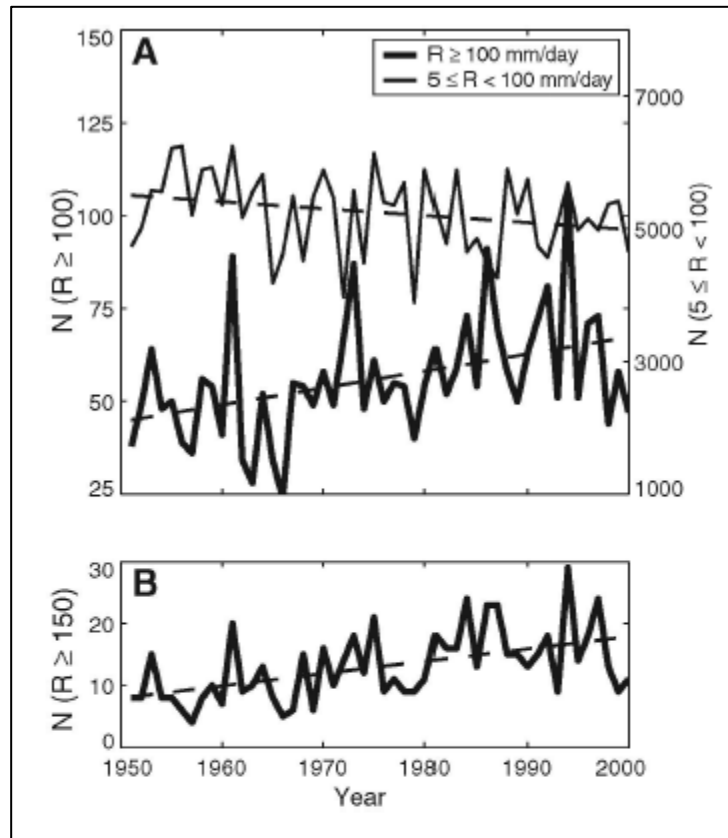 A
R ≥ 100 mm/day
5 ≤ R < 100 mm/day
150
125
100
75
50
25
N (R ≥ 100)
7000
5000
3000
1000
N (5 ≤ R < 100)
B
30
20
10
0
N (R ≥ 150)
1950 1960 1970 1980 1990 2000
Year